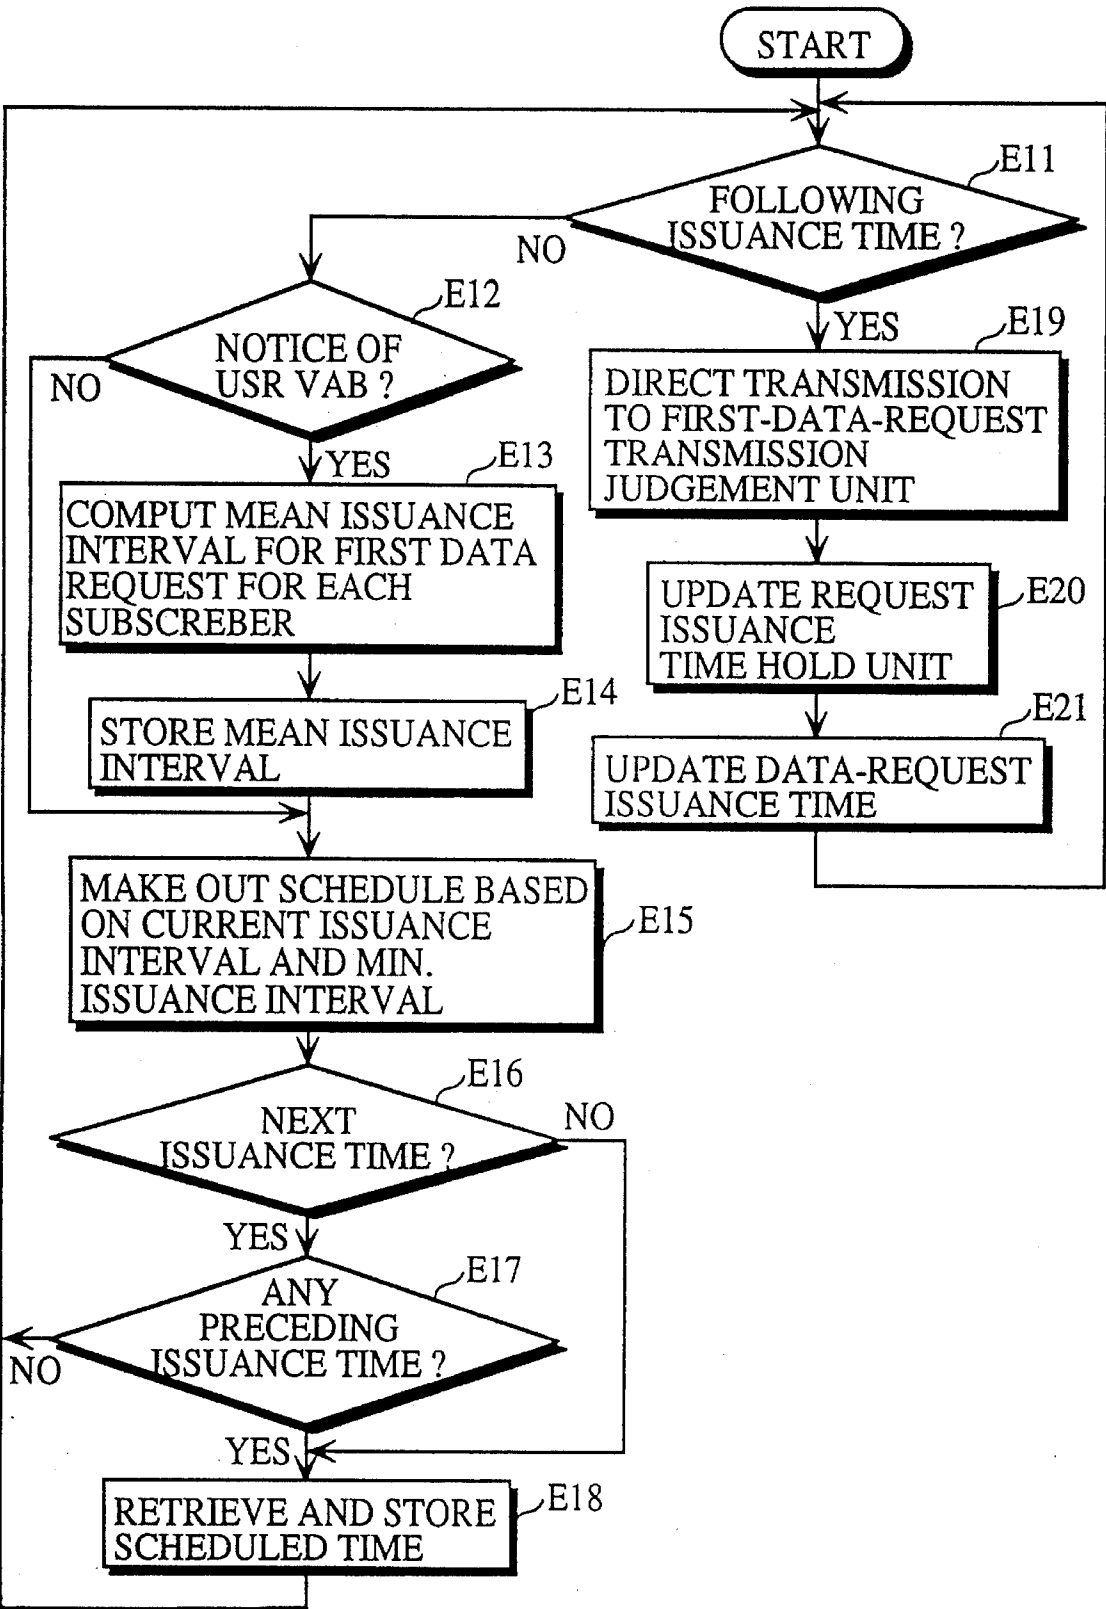 START
E11
FOLLOWING
ISSUANCE TIME ?
NO
YES
E12
NOTICE OF
USR VAB ?
NO
YES
E13
COMPUT MEAN ISSUANCE
INTERVAL FOR FIRST DATA
REQUEST FOR EACH
SUBSCREBER
E14
STORE MEAN ISSUANCE
INTERVAL
E15
MAKE OUT SCHEDULE BASED
ON CURRENT ISSUANCE
INTERVAL AND MIN.
ISSUANCE INTERVAL
E16
NEXT
ISSUANCE TIME ?
NO
YES
E17
ANY
PRECEDING
ISSUANCE TIME ?
NO
YES
E18
RETRIEVE AND STORE
SCHEDULED TIME
E19
DIRECT TRANSMISSION
TO FIRST-DATA-REQUEST
TRANSMISSION
JUDGEMENT UNIT
E20
UPDATE REQUEST
ISSUANCE
TIME HOLD UNIT
E21
UPDATE DATA-REQUEST
ISSUANCE TIME